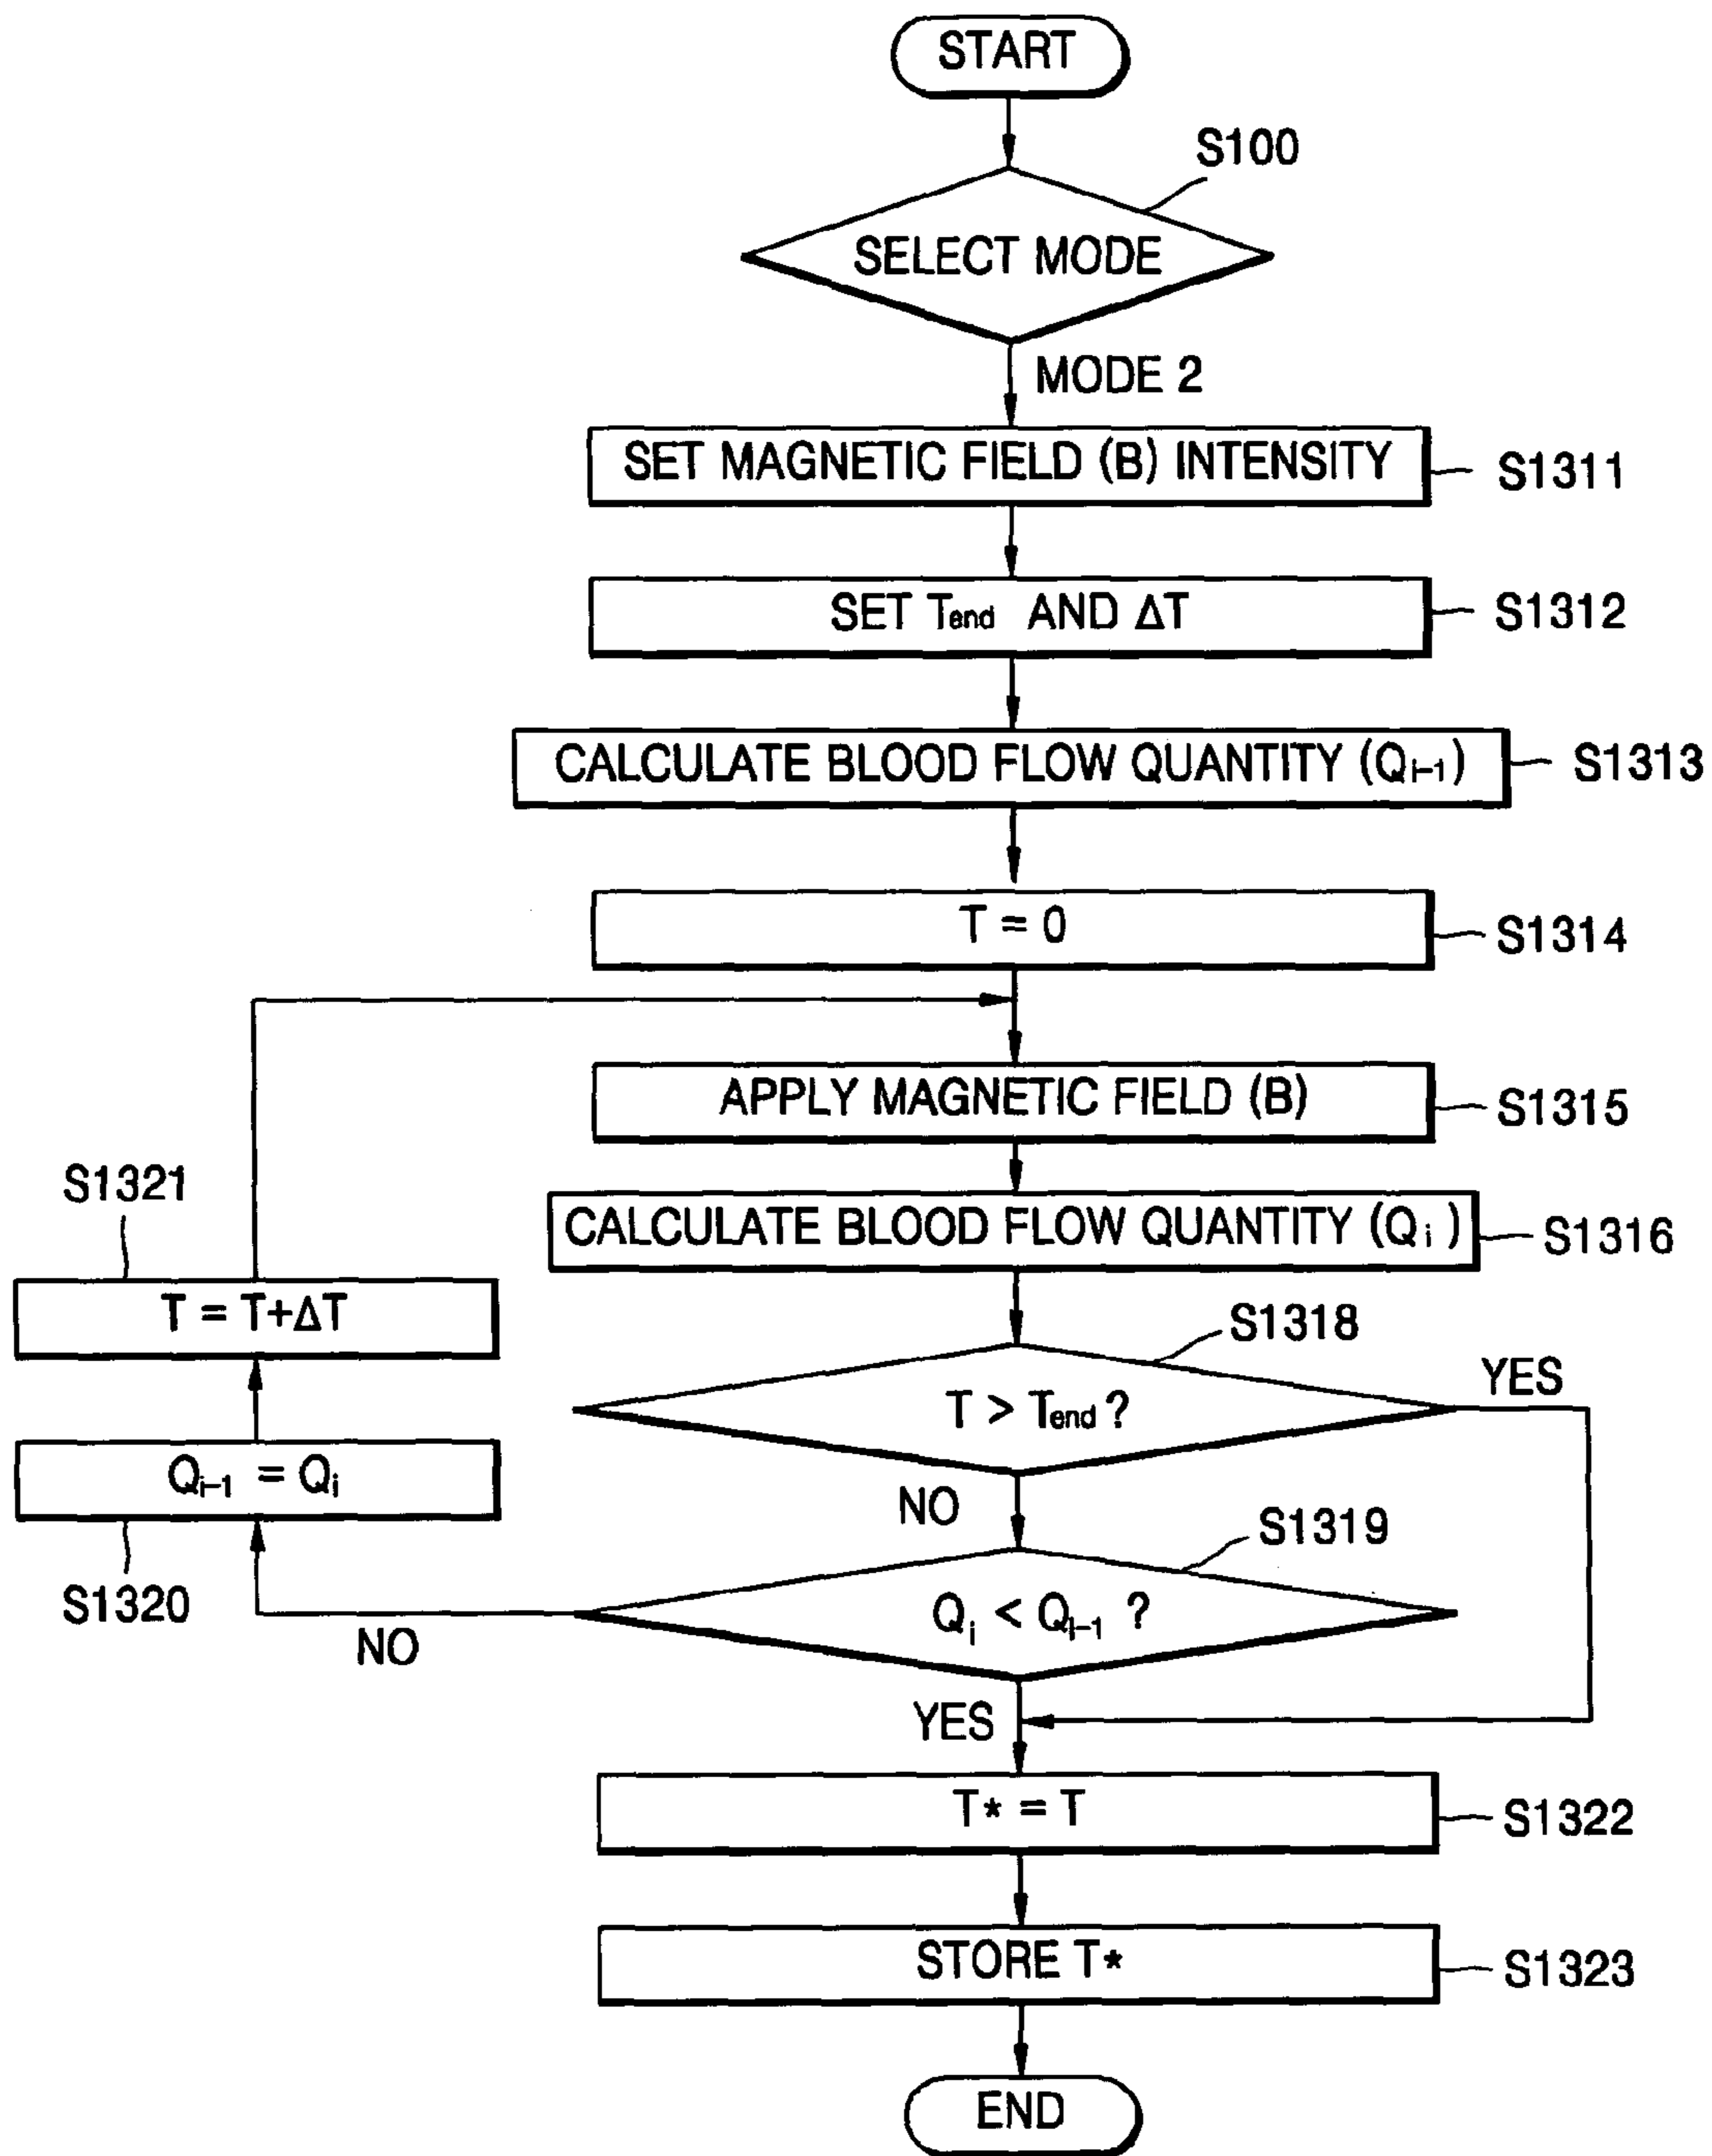 START
S100
SELECT MODE
MODE 2
SET MAGNETIC FIELD (B) INTENSITY
S1311
SET Tend AND ΔT
S1312
CALCULATE BLOOD FLOW QUANTITY (Qi-1)
S1313
T = 0
S1314
APPLY MAGNETIC FIELD (B)
S1315
S1321
CALCULATE BLOOD FLOW QUANTITY (Qi)
S1316
T = T+ΔT
S1318
T > Tend ?
YES
Qi-1 = Qi
NO
S1319
S1320
Qi < Qi-1 ?
NO
YES
T* = T
S1322
STORE T*
S1323
END